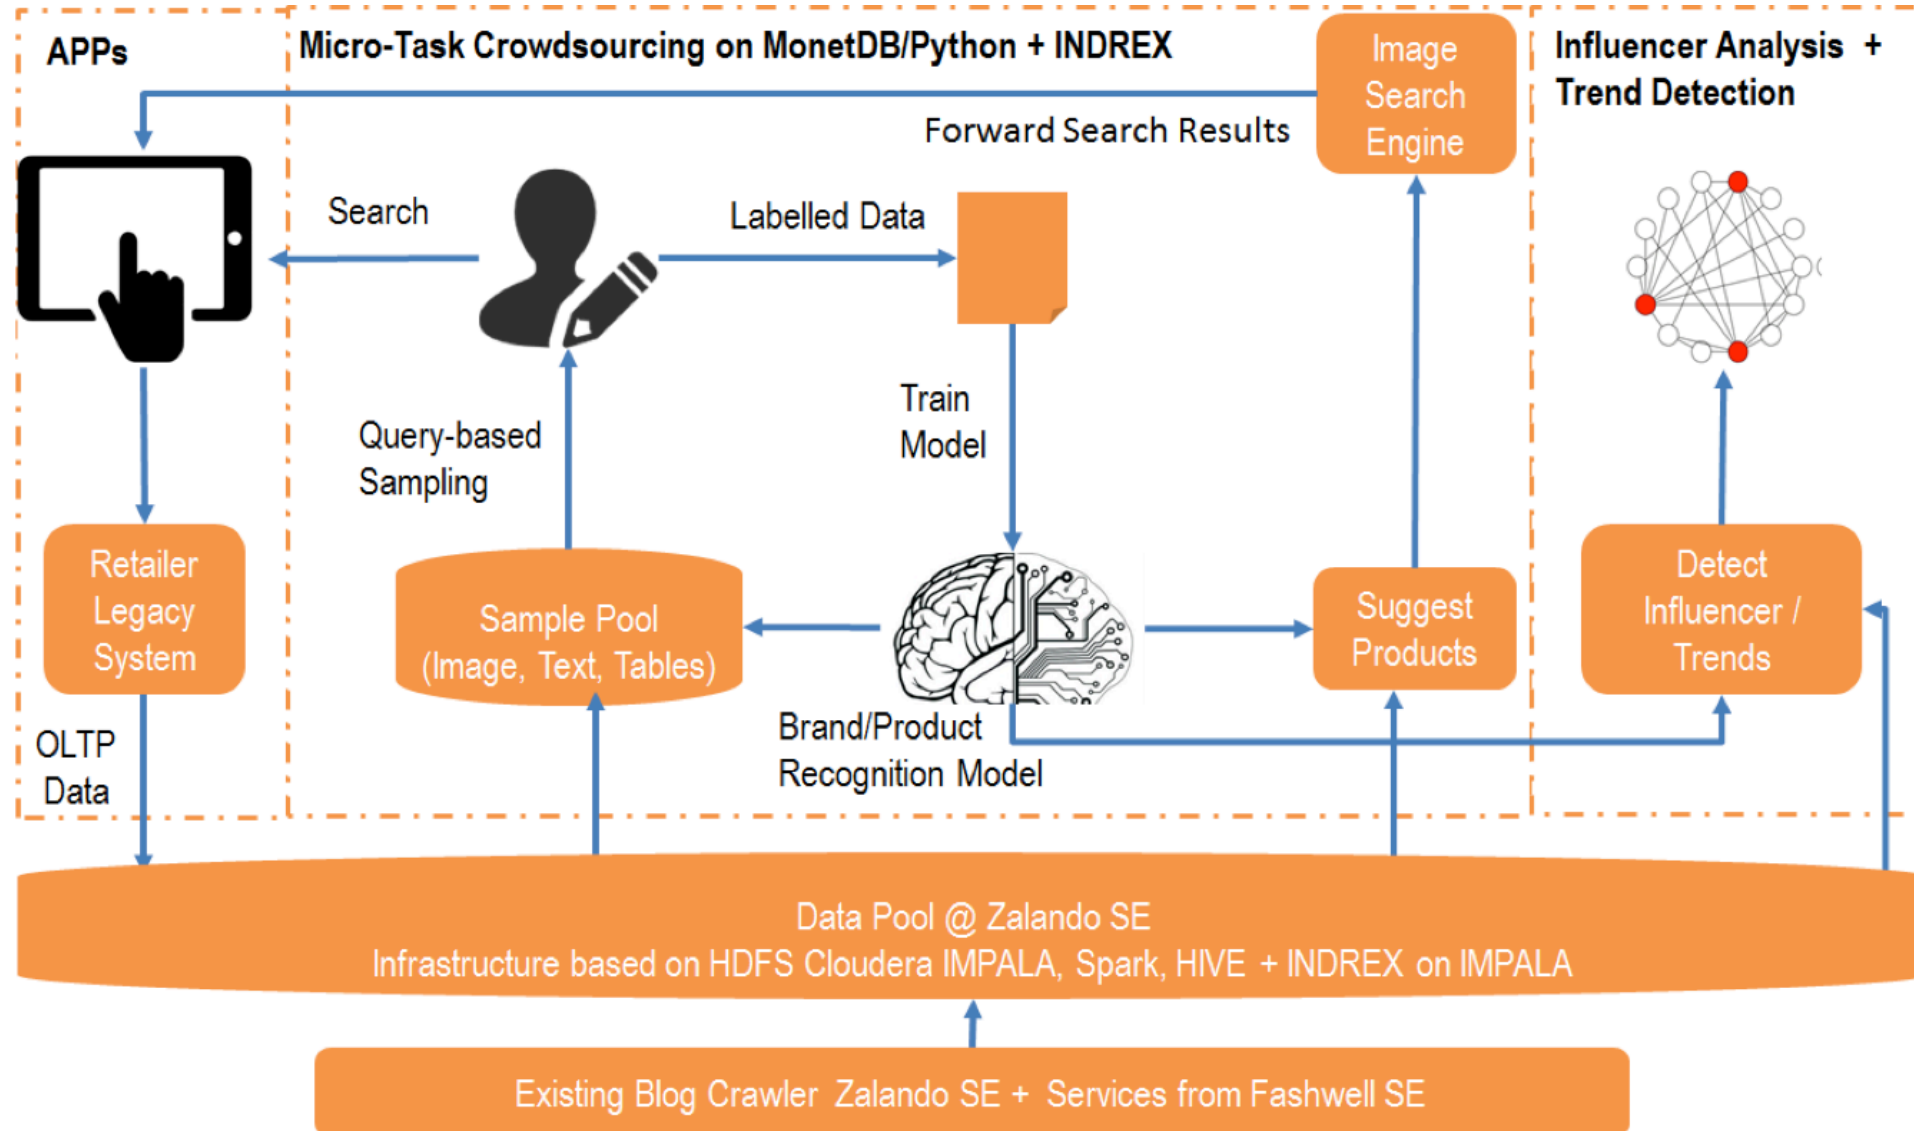 APPs
Micro-Task Crowdsourcing on MonetDB/Python + INDREX
Image
Search
Engine
Influencer Analysis +
Trend Detection
Forward Search Results
Search
Labelled Data
Train
Model
Query-based
Sampling
Retailer
Legacy
System
Sample Pool
(Image, Text, Tables)
Suggest
Products
Detect
Influencer /
Trends
OLTP
Data
Brand/Product
Recognition Model
Data Pool @ Zalando SE
Infrastructure based on HDFS Cloudera IMPALA, Spark, HIVE + INDREX on IMPALA
Existing Blog Crawler Zalando SE + Services from Fashwell SE